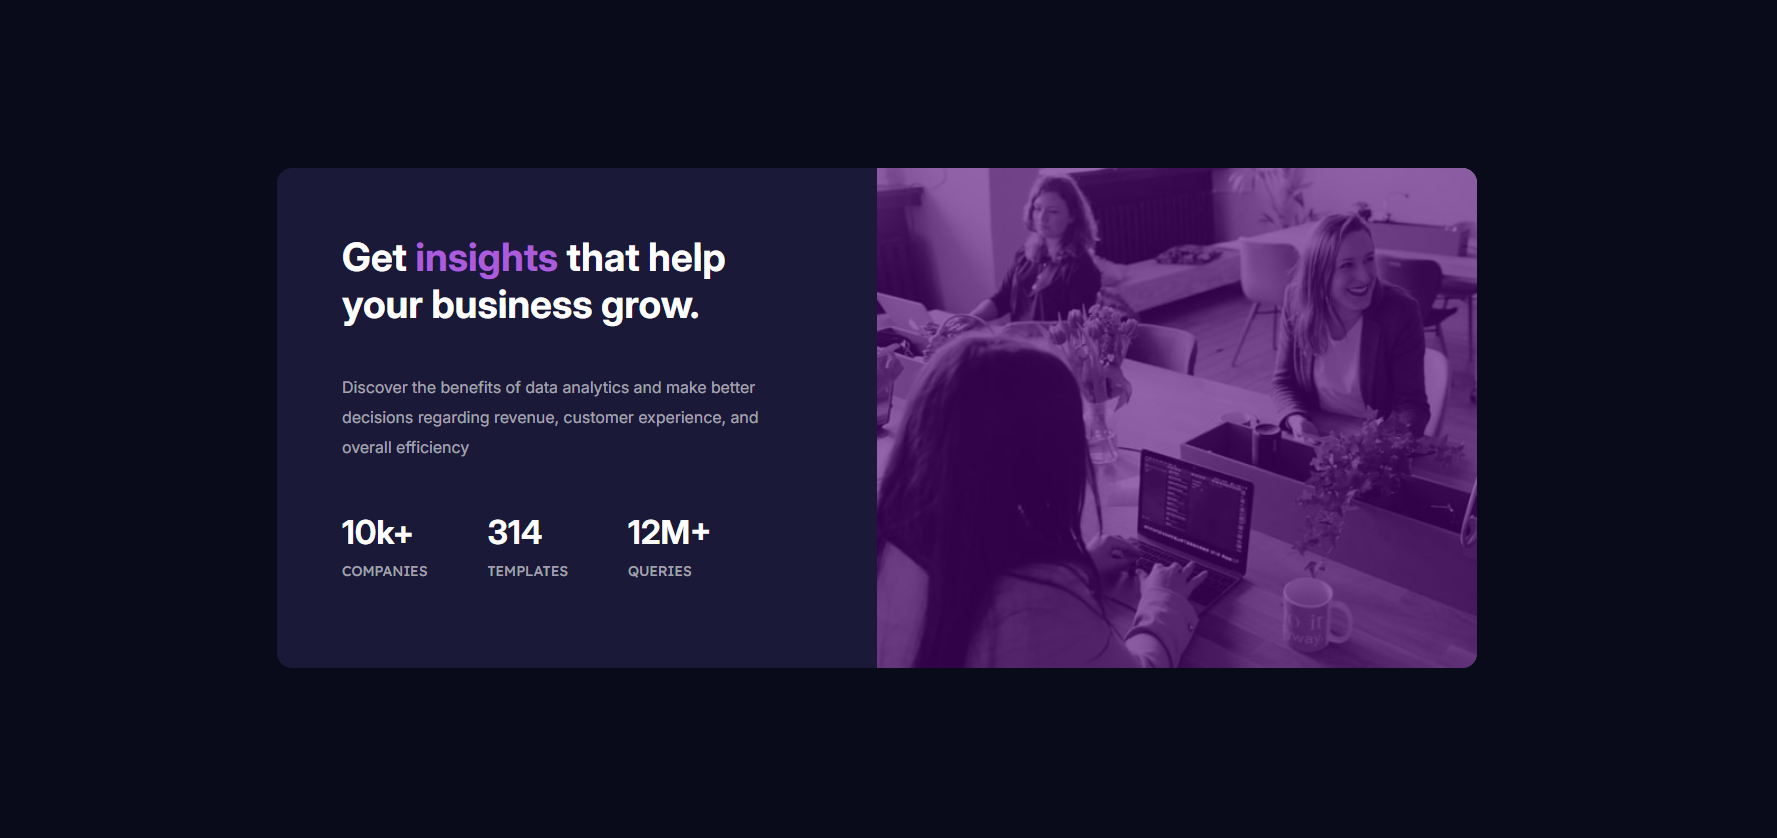 Get insights that help
your business grow.
Discover the benefits of data analytics and make better
decisions regarding revenue, customer experience, and
overall efficiency
10k+ 314 12M+
COMPANIES TEMPLATES QUERIES